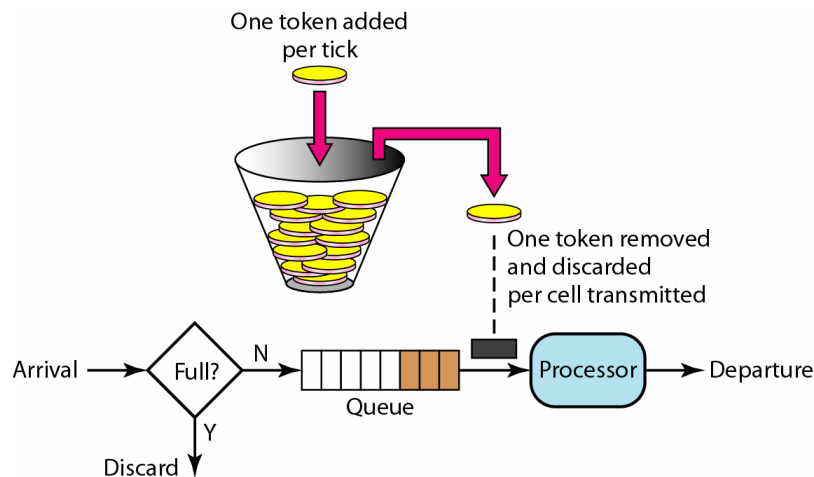 One token added
per tick
One token removed
and discarded
per cell transmitted
Arrival
Full?
N
Queue
Processor
Departure
Y
Discard